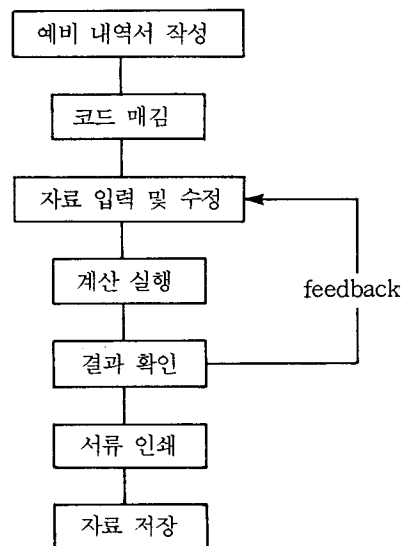 예비 내역서 작성
코드 매김
자료 입력 및 수정
계산 실행
feedback
결과 확인
서류 인쇄
자료 저장